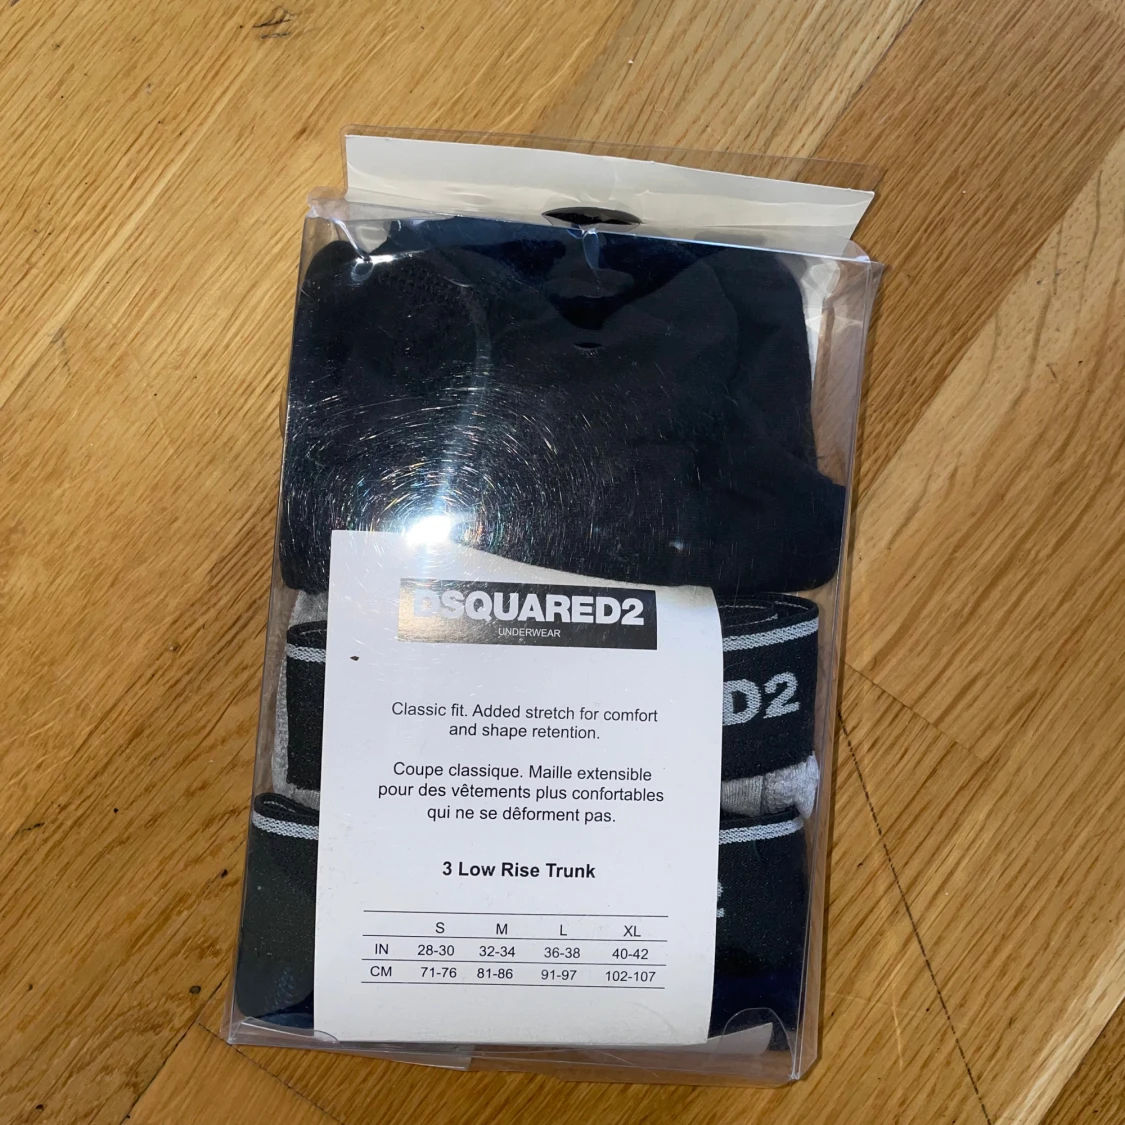 DSQUARED2
UNDERWEAR
D2
Classic fit. Added stretch for comfort
and shape retention.
Coupe classique. Maille extensible
pour des vêtements plus confortables
qui ne se dêforment pas.
3 Low Rise Trunk
S M L XL
IN 28-30 32-34 36-38 40-42
CM 71-76 81-86 91-97 102-107